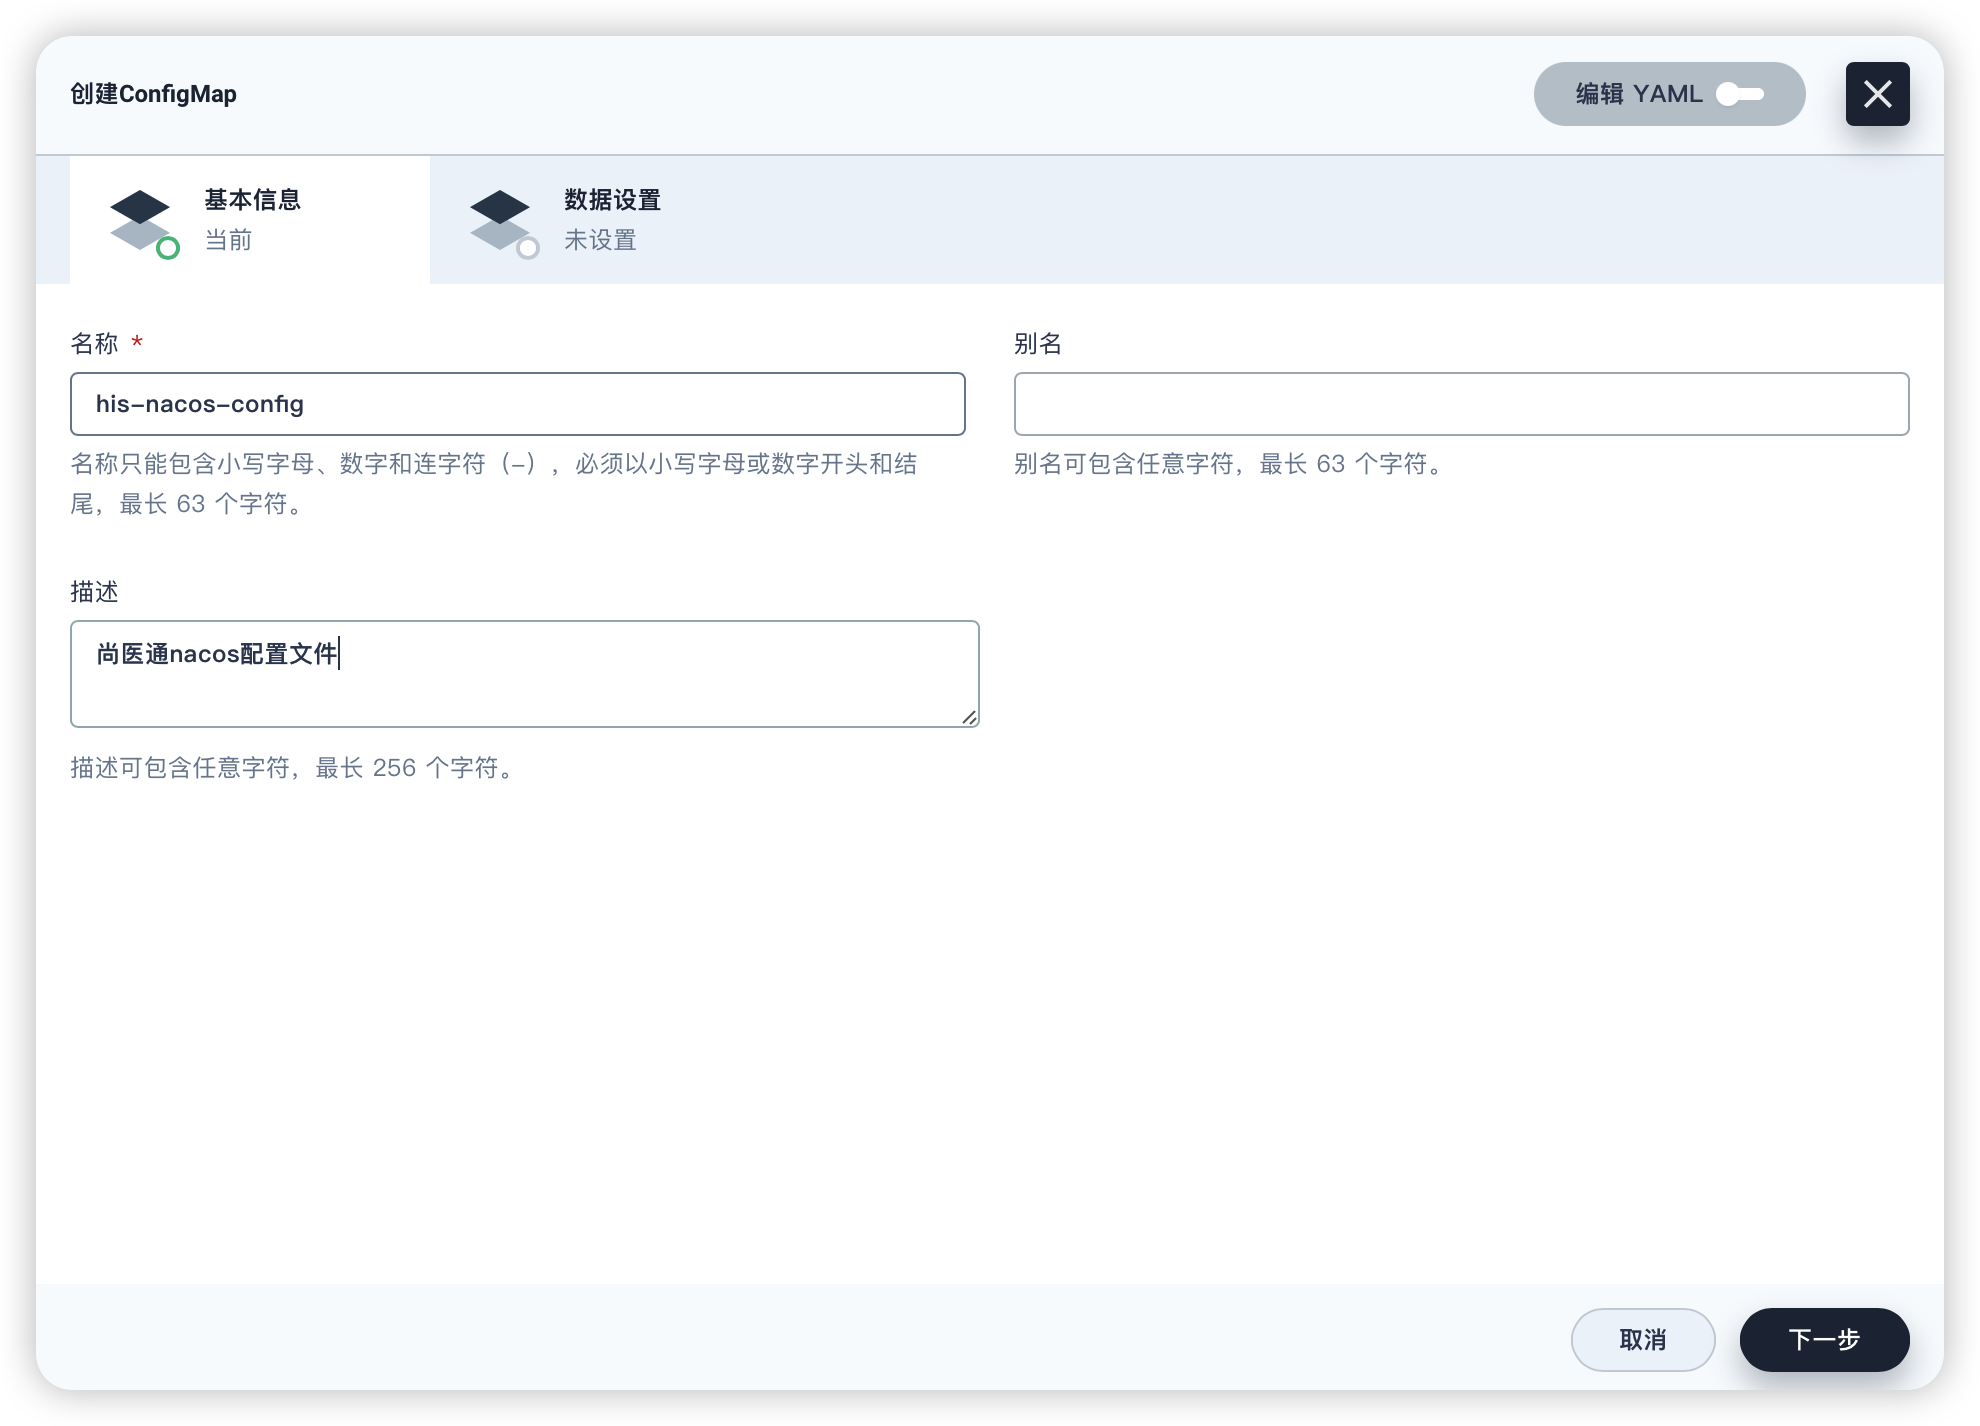 创建ConfigMap
编辑 YAML
基本信息
当前
数据设置
未设置
名称 *
his-nacos-config
名称只能包含小写字母、数字和连字符（-），必须以小写字母或数字开头和结
尾，最长 63 个字符。
别名
别名可包含任意字符，最长 63 个字符。
描述
尚医通nacos配置文件
描述可包含任意字符，最长 256 个字符。
取消
下一步